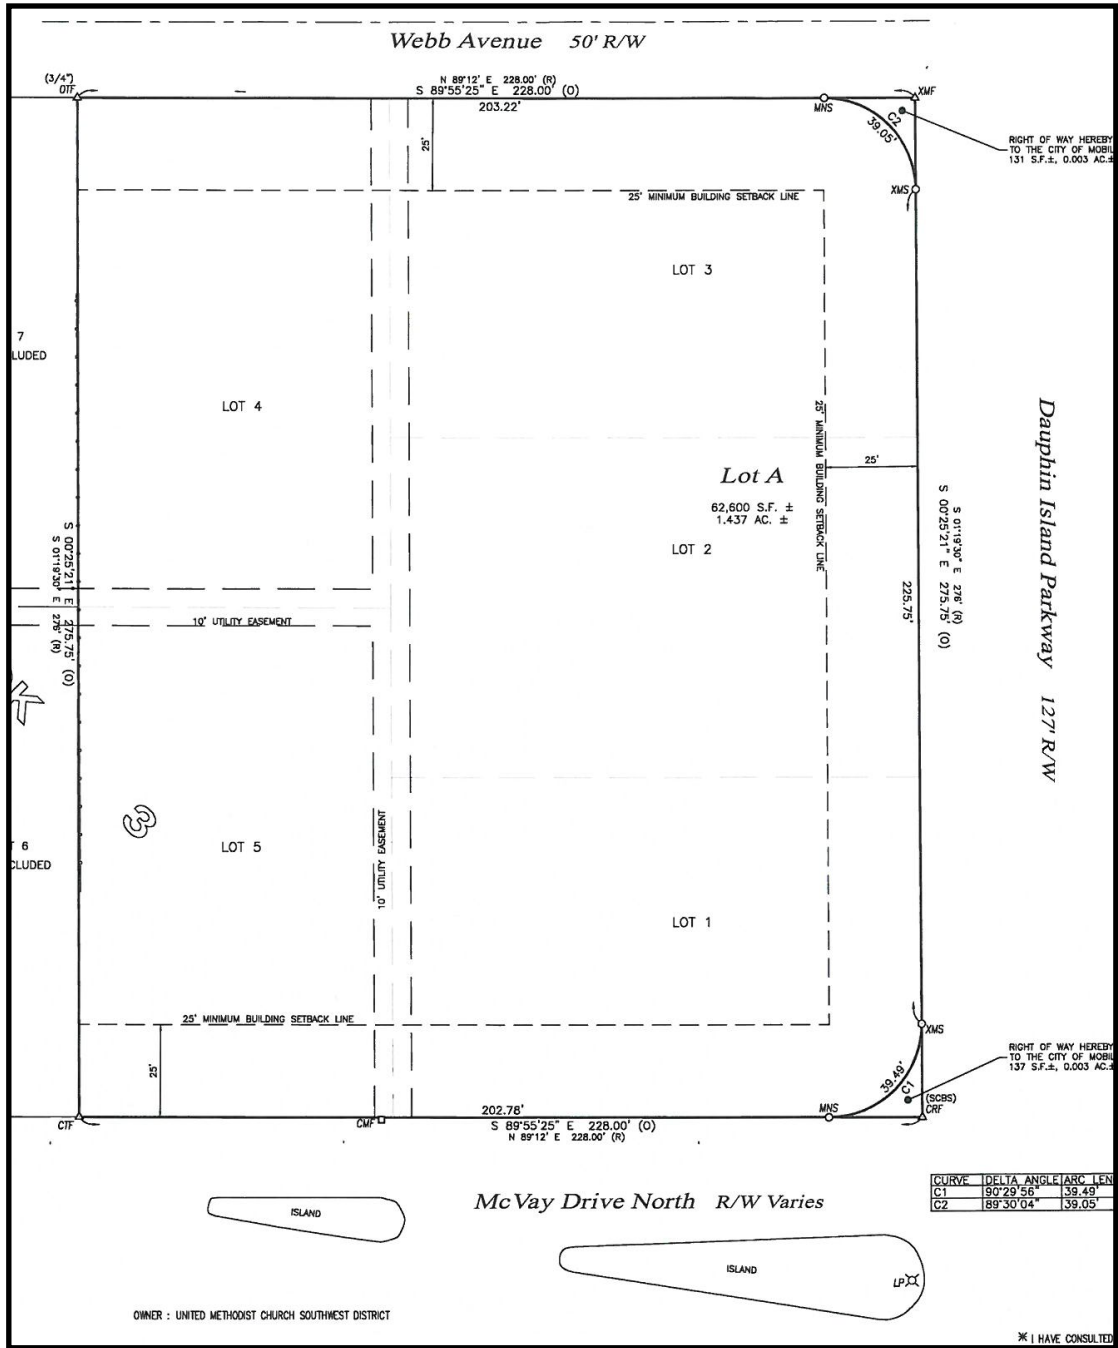 Webb Avenue 50' R/W
(3/4")
OTF
N 89°12' E 228.00' (R)
S 89°55'25" E 228.00' (O)
203.22'
MNS
XMF
39.05'
C2
RIGHT OF WAY HEREBY
TO THE CITY OF MOBIL
131 S.F.±, 0.003 AC.±
25'
XMS
25' MINIMUM BUILDING SETBACK LINE
LOT 3
7
LUDED
LOT 4
25' MINIMUM BUILDING SETBACK LINE
25'
Lot A
62,600 S.F. ±
1.437 AC. ±
LOT 2
Dauphin Island Parkway 127' R/W
S 01°19'30" E 276' (R)
S 00°25'21" E 275.75' (O)
225.75'
S 00°25'21" E 275.75' (O)
S 01°19'30" E 276' (R)
10' UTILITY EASEMENT
K
3
6
CLUDED
LOT 5
10' UTILITY EASEMENT
LOT 1
25' MINIMUM BUILDING SETBACK LINE
25'
XMS
RIGHT OF WAY HEREBY
TO THE CITY OF MOBIL
137 S.F.±, 0.003 AC.±
39.49'
C1
(SCBS)
CRF
CTF
CMF
202.78'
MNS
S 89°55'25" E 228.00' (O)
N 89°12' E 228.00' (R)
McVay Drive North R/W Varies
CURVE DELTA ANGLE ARC LEN
C1 90°29'56" 39.49'
C2 89°30'04" 39.05'
ISLAND
ISLAND
LP
OWNER : UNITED METHODIST CHURCH SOUTHWEST DISTRICT
* I HAVE CONSULTED